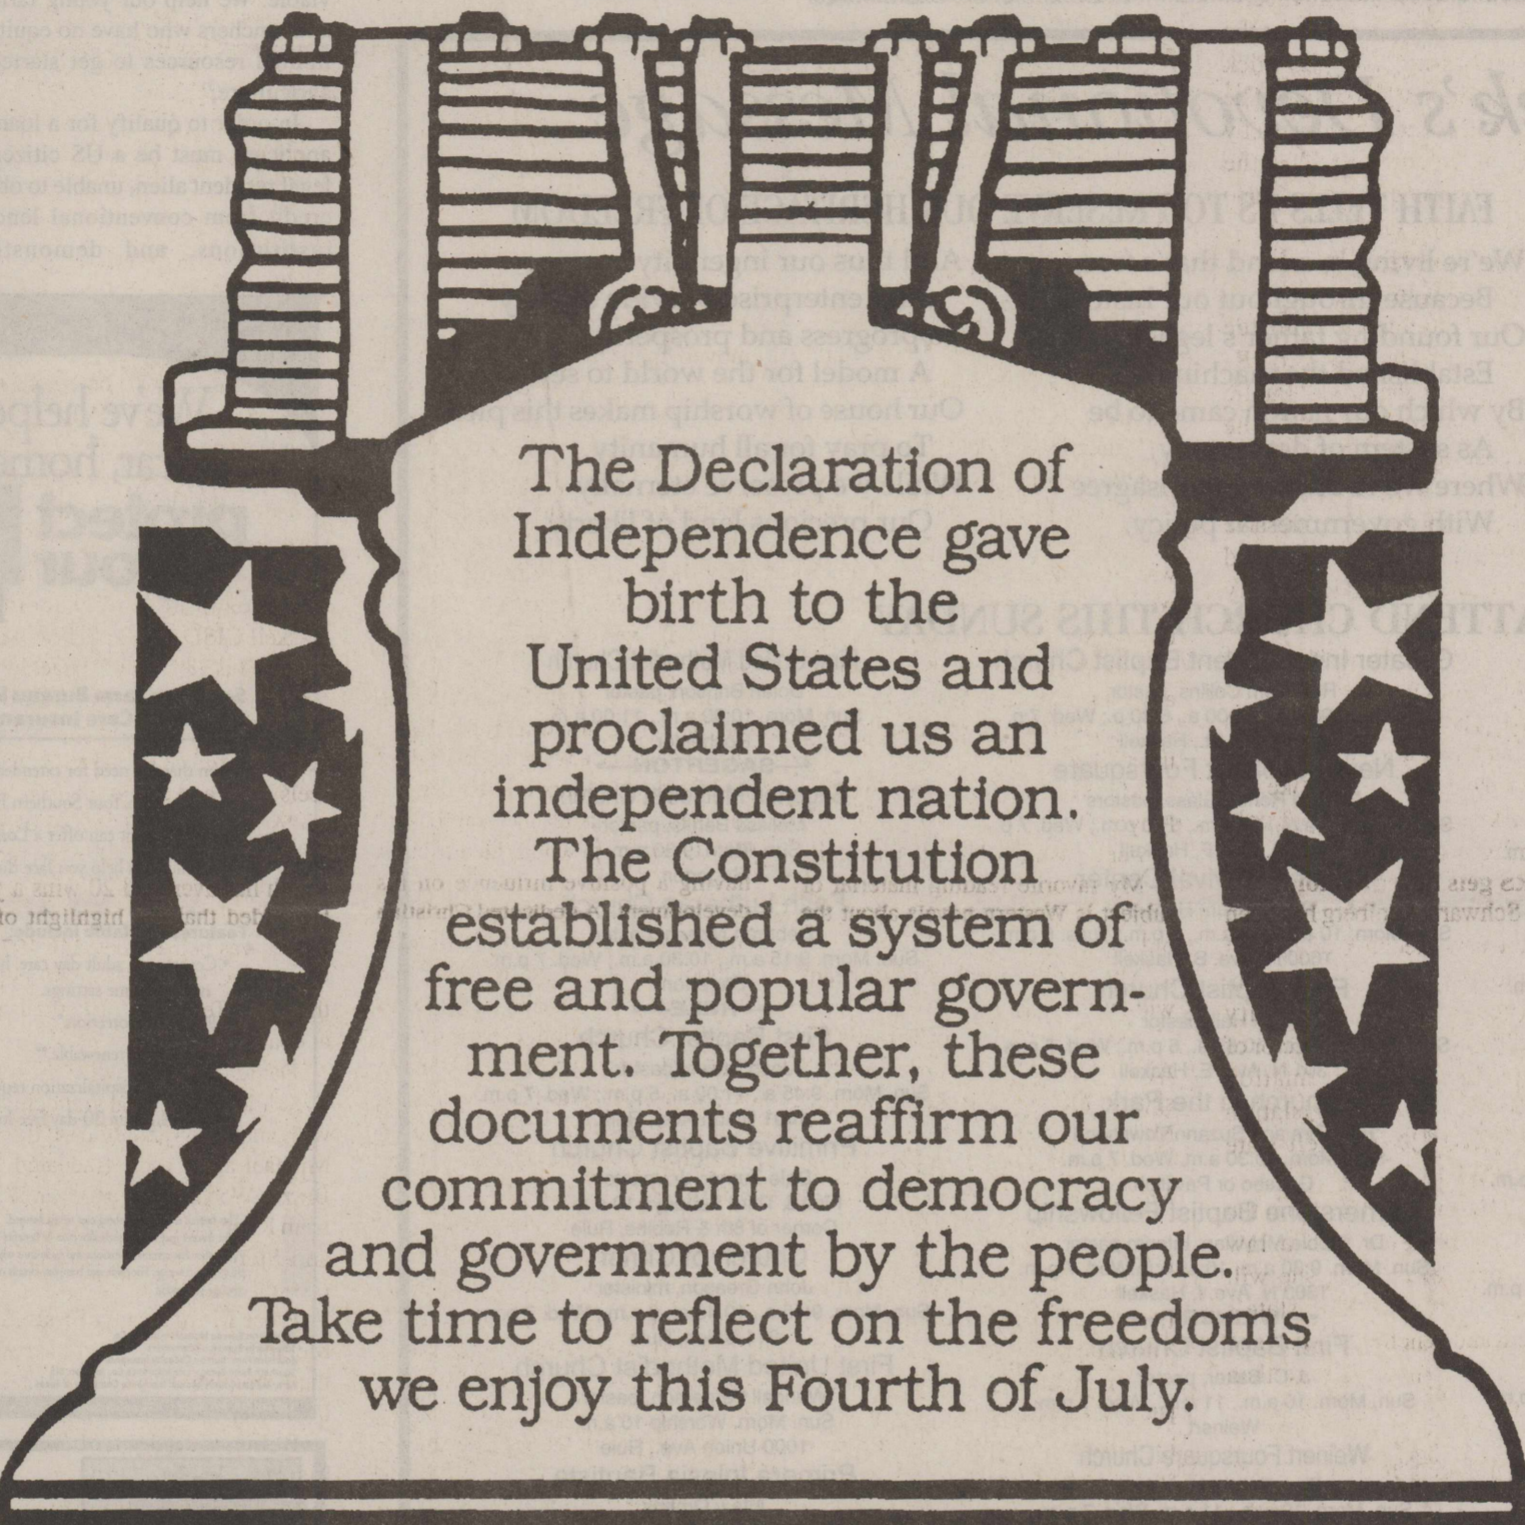 The Declaration of
Independence gave
birth to the
United States and
proclaimed us an
independent nation.
The Constitution
established a system of
free and popular govern-
ment. Together, these
documents reaffirm our
commitment to democracy
and government by the people.
Take time to reflect on the freedoms
we enjoy this Fourth of July.